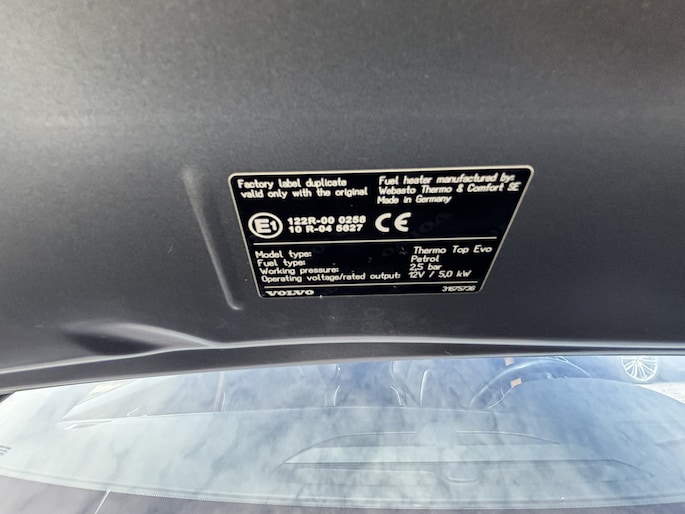 Factory label duplicate
valid only with the original
Fuel heater manufactured by:
Webasto Thermo & Comfort SE
Made in Germany
E1
122R-00 0258
10 R-04 5627
CE
Model type: Thermo Top Evo
Fuel type: Petrol
Working pressure: 2,5 bar
Operating voltage/rated output: 12V / 5,0 kW
VOLVO
31675736